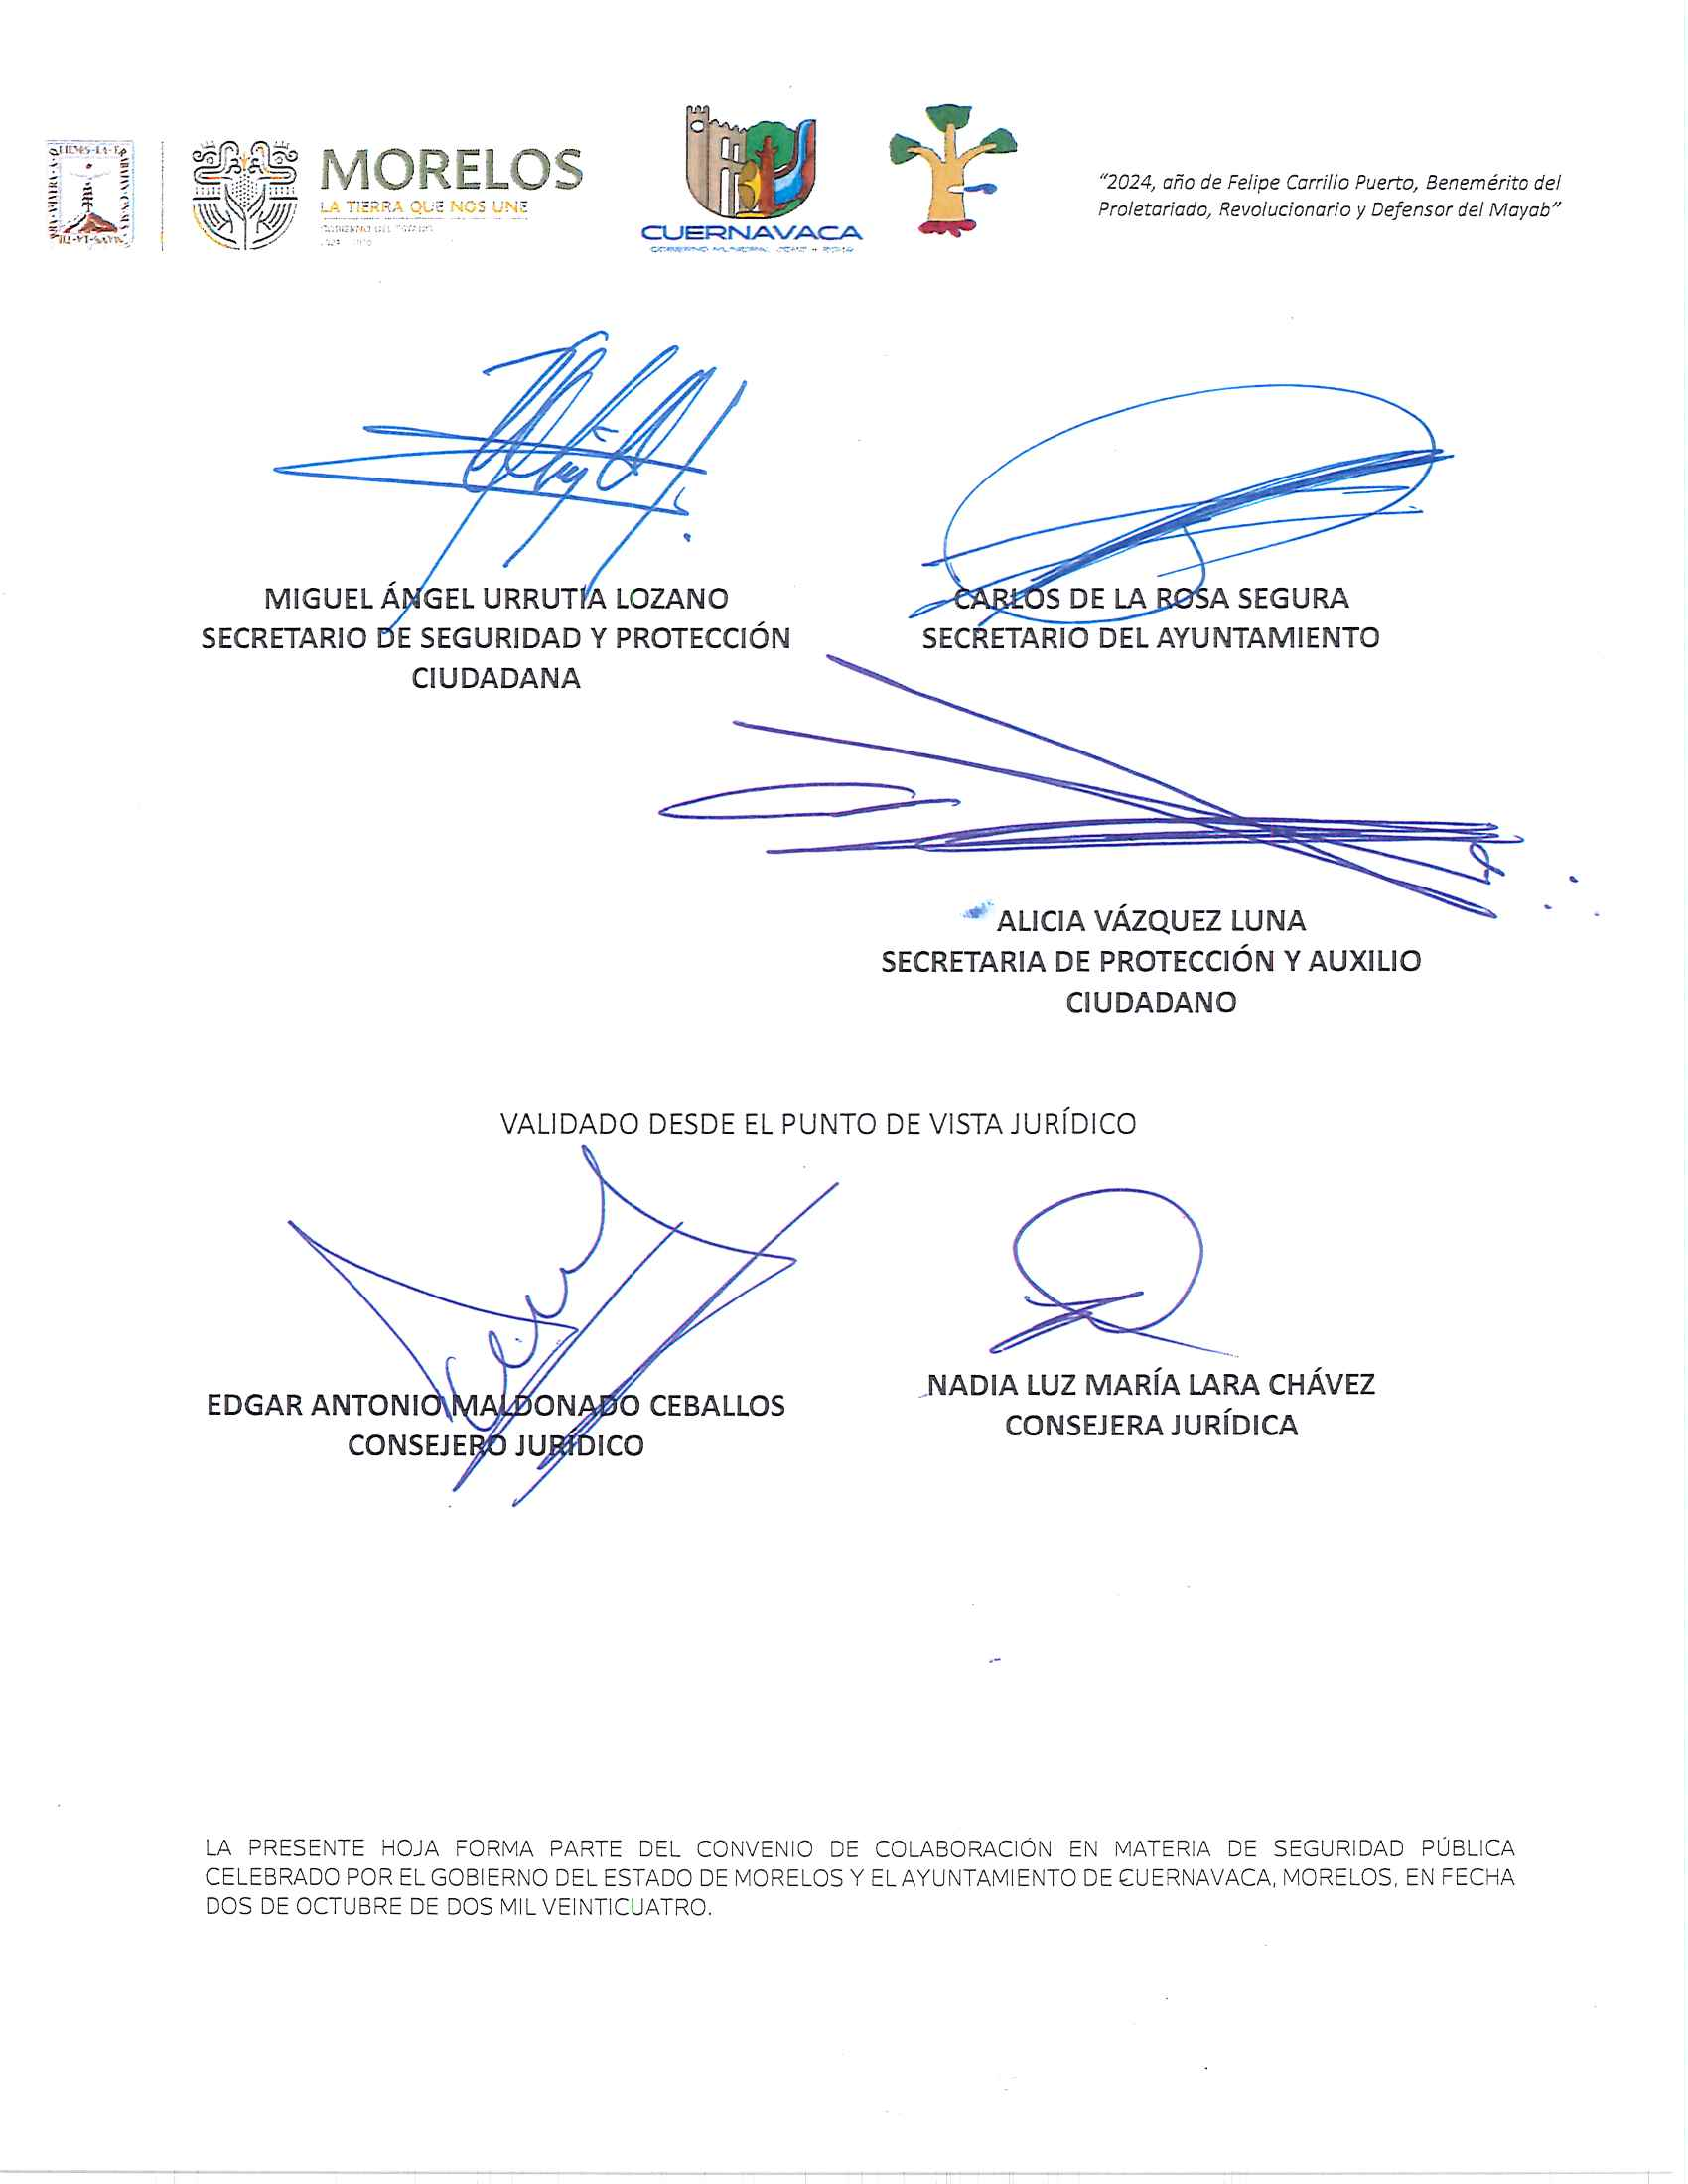 MORELOS
LA TIERRA QUE NOS UNE
CUERNAVACA
“2024, año de Felipe Carrillo Puerto, Benemérito del
Proletariado, Revolucionario y Defensor del Mayab”
MIGUEL ÁNGEL URRUTIA LOZANO
SECRETARIO DE SEGURIDAD Y PROTECCIÓN
CIUDADANA
CARLOS DE LA ROSA SEGURA
SECRETARIO DEL AYUNTAMIENTO
ALICIA VÁZQUEZ LUNA
SECRETARIA DE PROTECCIÓN Y AUXILIO
CIUDADANO
VALIDADO DESDE EL PUNTO DE VISTA JURÍDICO
EDGAR ANTONIO MALDONADO CEBALLOS
CONSEJERO JURÍDICO
NADIA LUZ MARÍA LARA CHÁVEZ
CONSEJERA JURÍDICA
LA PRESENTE HOJA FORMA PARTE DEL CONVENIO DE COLABORACIÓN EN MATERIA DE SEGURIDAD PÚBLICA
CELEBRADO POR EL GOBIERNO DEL ESTADO DE MORELOS Y EL AYUNTAMIENTO DE CUERNAVACA, MORELOS, EN FECHA
DOS DE OCTUBRE DE DOS MIL VEINTICUATRO.